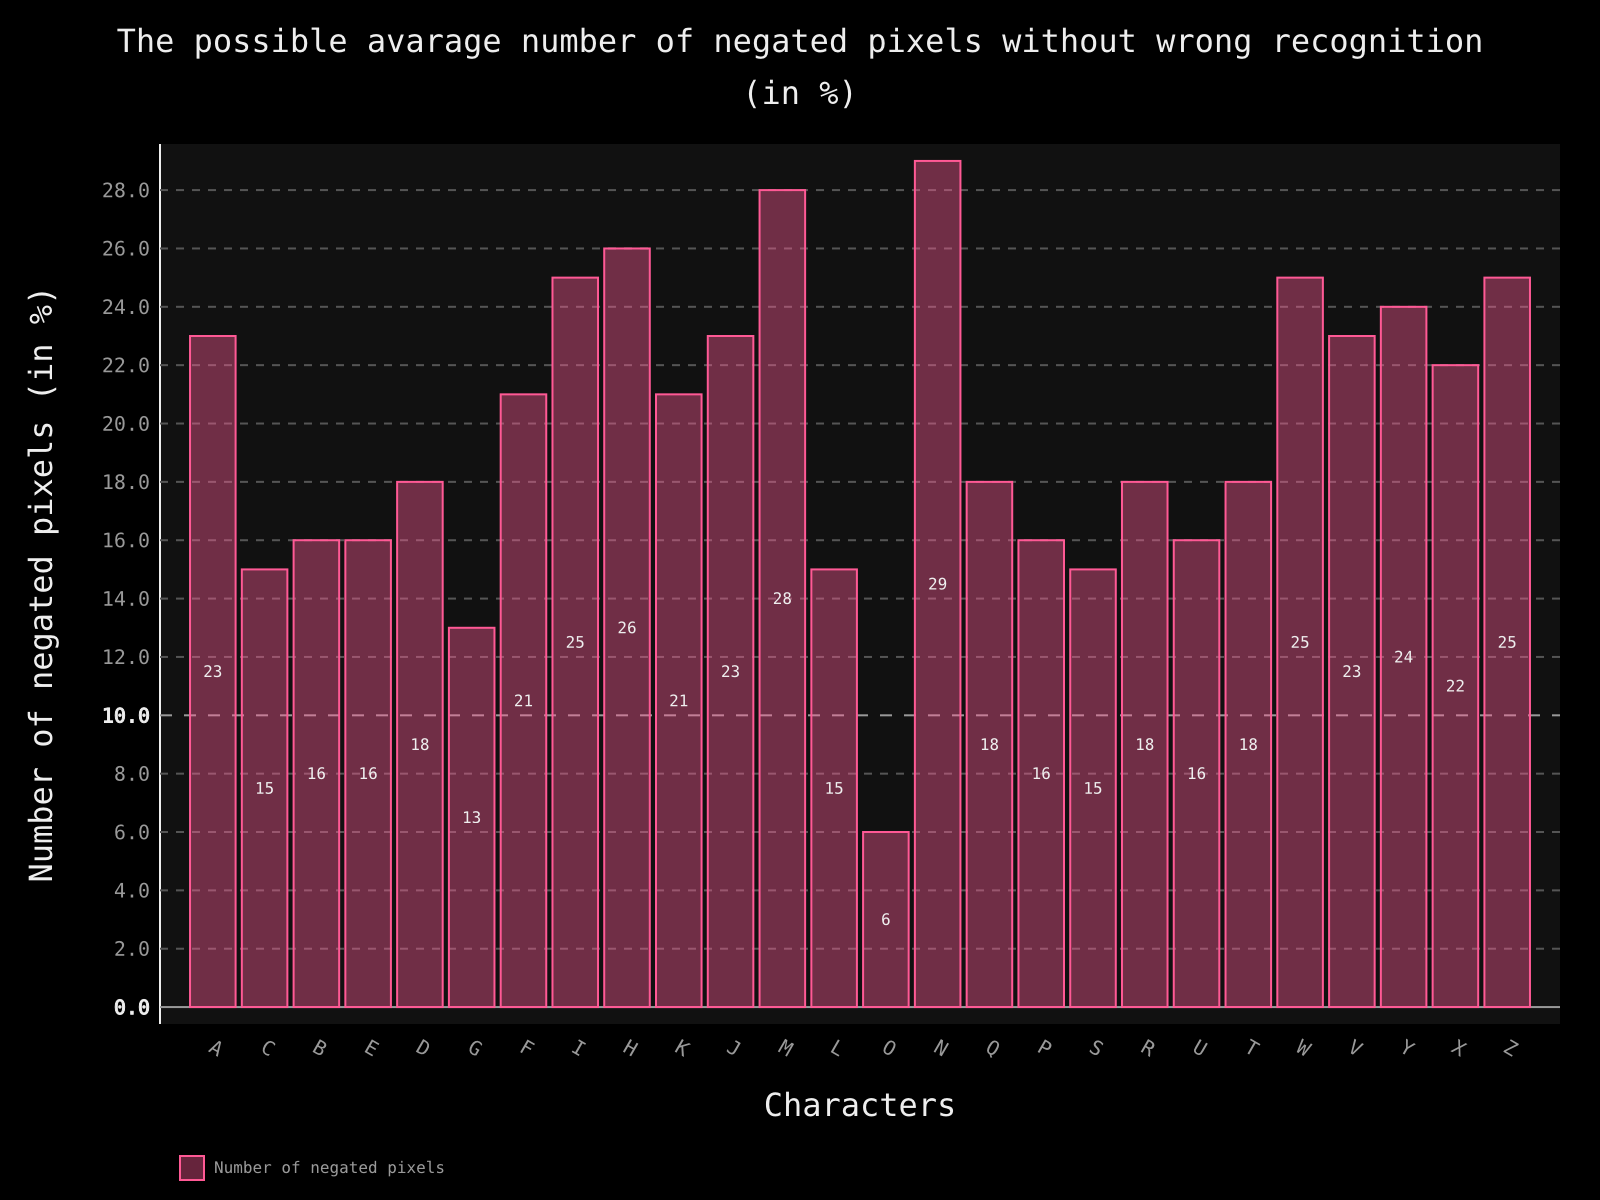 The possible avarage number of negated pixels without wrong recognition
(in %)
Number of negated pixels (in %)
28.0
26.0
24.0
22.0
20.0
18.0
16.0
14.0
12.0
10.0
8.0
6.0
4.0
2.0
0.0
23 15 16 16 18 13 21 25 26 21 23 28 15 6 29 18 16 15 18 16 18 25 23 24 22 25
A C B E D G F I H K J M L O N Q P S R U T W V Y X Z
Characters
Number of negated pixels